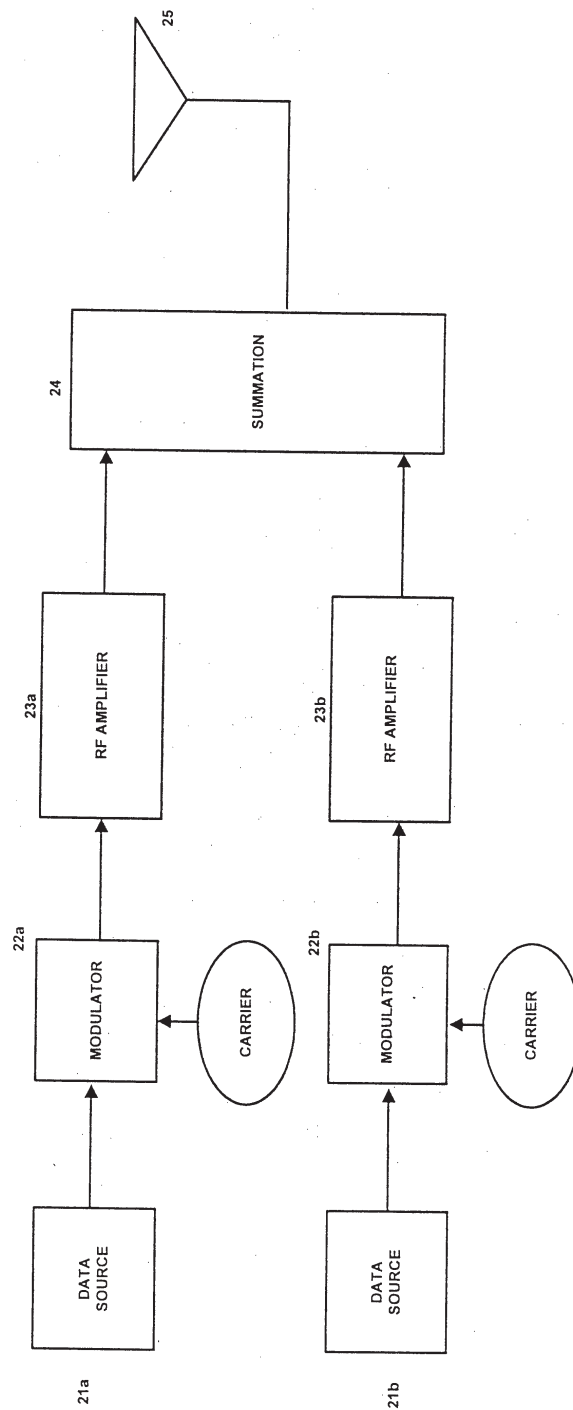 21a
DATA
SOURCE
22a
MODULATOR
CARRIER
23a
RF AMPLIFIER
24
SUMMATION
25
21b
DATA
SOURCE
22b
MODULATOR
CARRIER
23b
RF AMPLIFIER